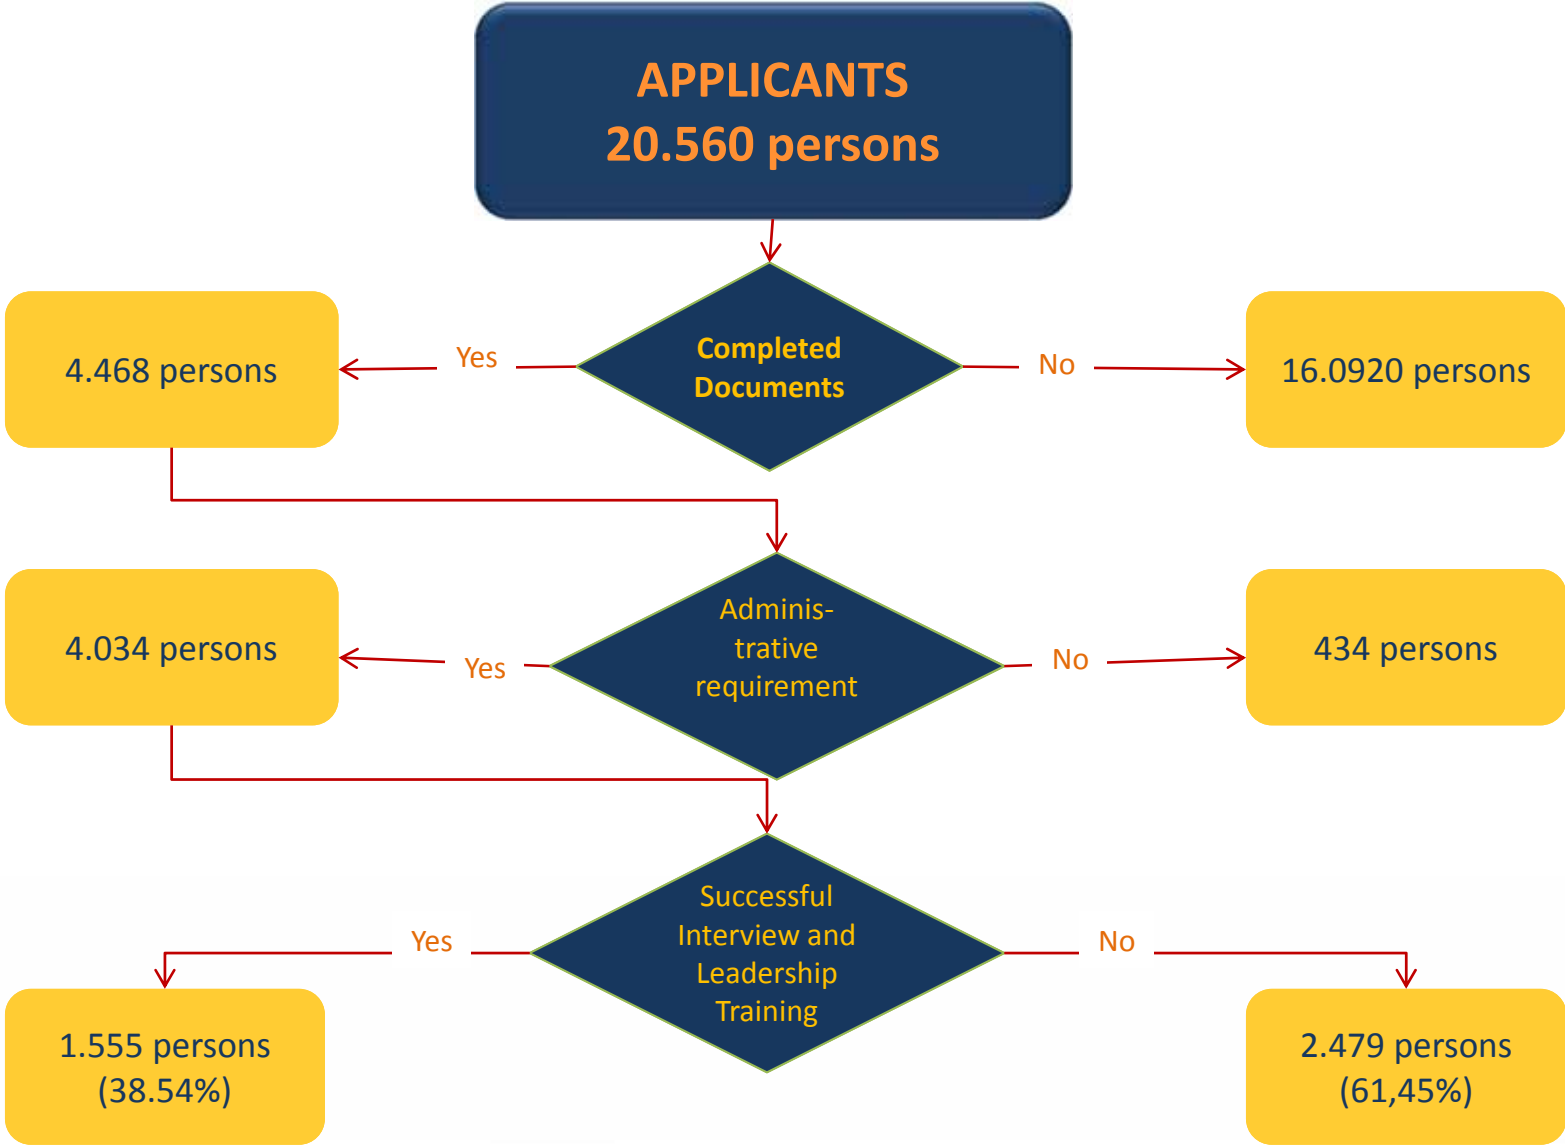 APPLICANTS
20.560 persons
Completed
Documents
Yes
No
4.468 persons
16.0920 persons
Adminis-
trative
requirement
Yes
No
4.034 persons
434 persons
Successful
Interview and
Leadership
Training
Yes
No
1.555 persons
(38.54%)
2.479 persons
(61,45%)